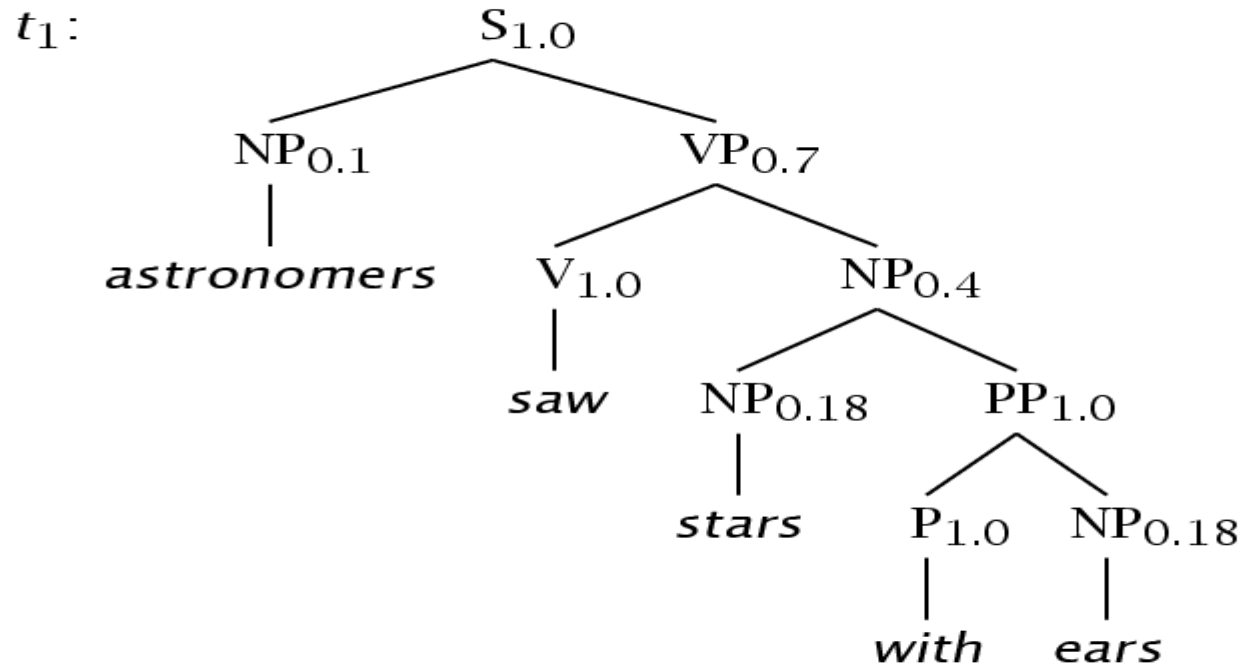 t₁: S₁.₀
NP₀.₁ VP₀.₇
astronomers V₁.₀ NP₀.₄
saw NP₀.₁₈ PP₁.₀
stars P₁.₀ NP₀.₁₈
with ears